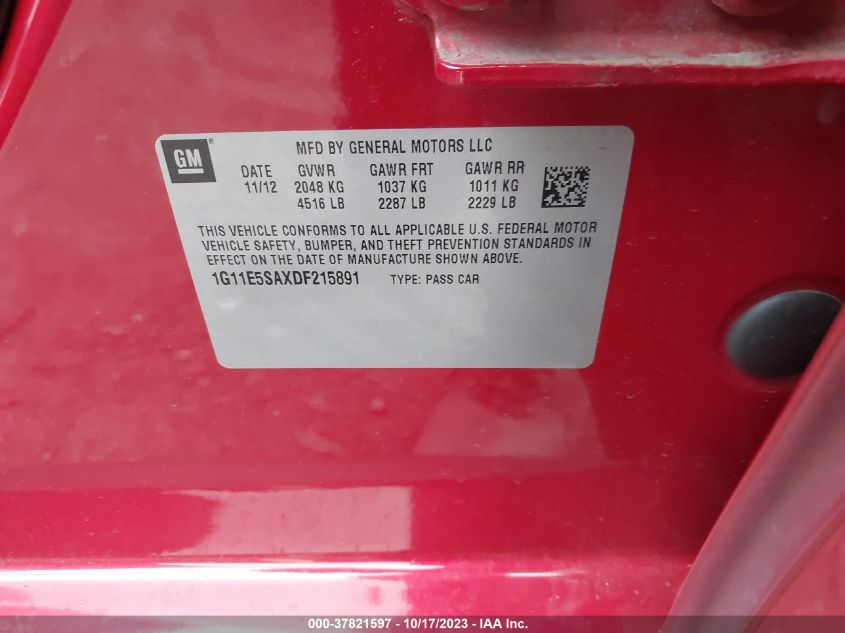 GM
MFD BY GENERAL MOTORS LLC
DATE GVWR GAWR FRT GAWR RR
11/12 2048 KG 1037 KG 1011 KG
4516 LB 2287 LB 2229 LB
THIS VEHICLE CONFORMS TO ALL APPLICABLE U.S. FEDERAL MOTOR
VEHICLE SAFETY, BUMPER, AND THEFT PREVENTION STANDARDS IN
EFFECT ON THE DATE OF MANUFACTURE SHOWN ABOVE.
1G11E5SAXDF215891 TYPE: PASS CAR
000-37821597 - 10/17/2023 - IAAI Inc.